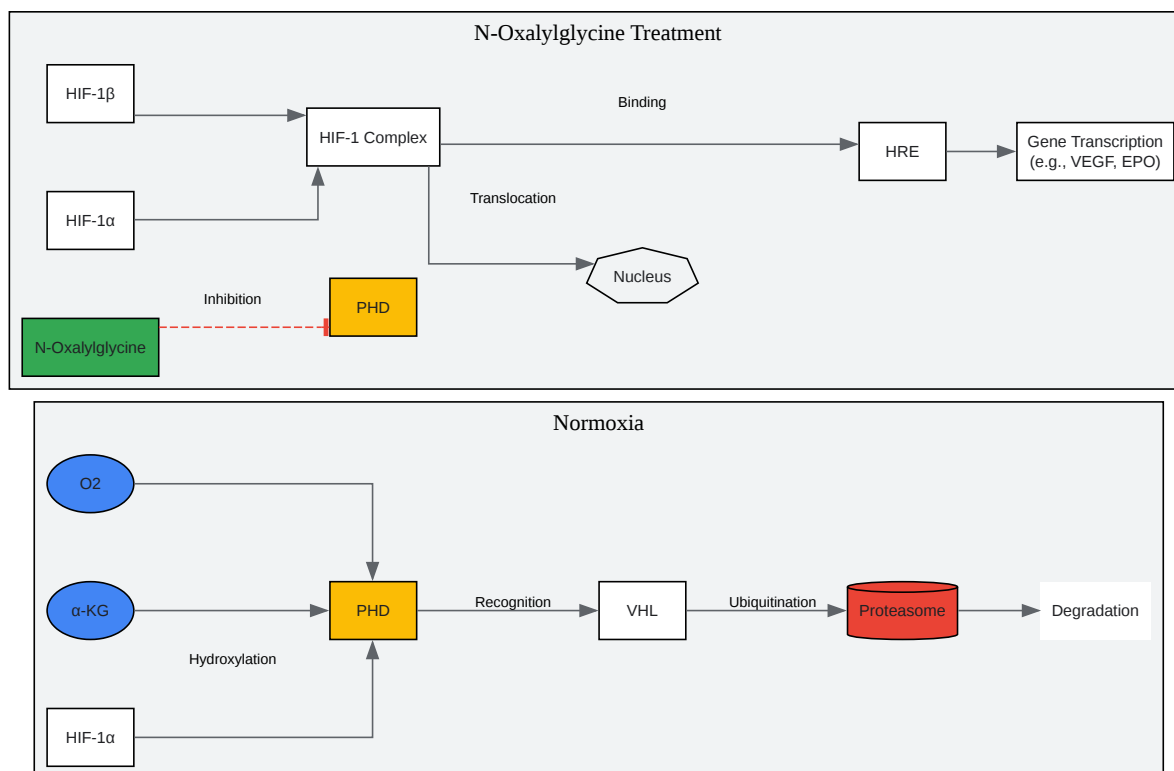 N-Oxalylglycine Treatment
HIF-1β
Binding
HIF-1 Complex
HRE
Gene Transcription
(e.g., VEGF, EPO)
Translocation
HIF-1α
Nucleus
Inhibition
PHD
N-Oxalylglycine
Normoxia
O2
α-KG
PHD
Recognition
VHL
Ubiquitination
Proteasome
Degradation
Hydroxylation
HIF-1α